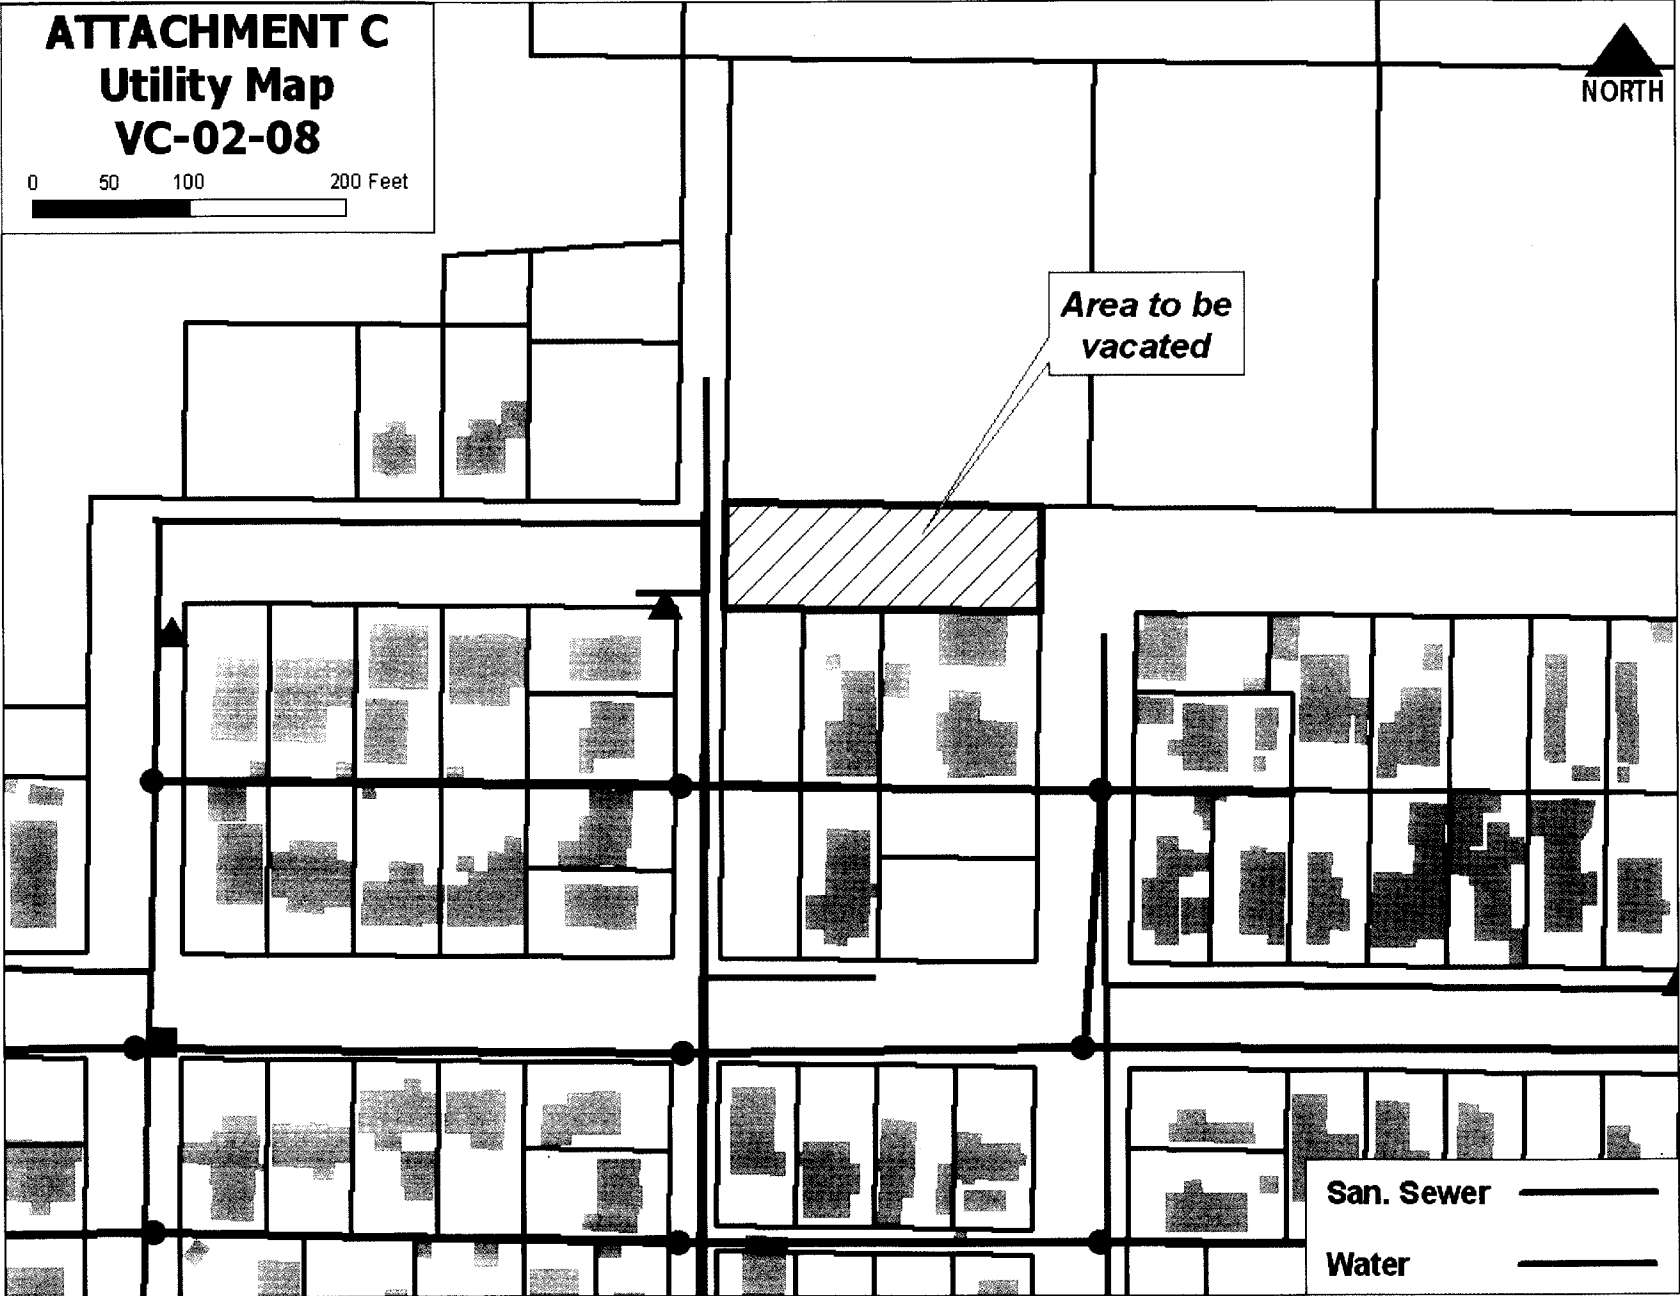 ATTACHMENT C
Utility Map
VC-02-08
0 50 100 200 Feet
NORTH
Area to be
vacated
San. Sewer
Water